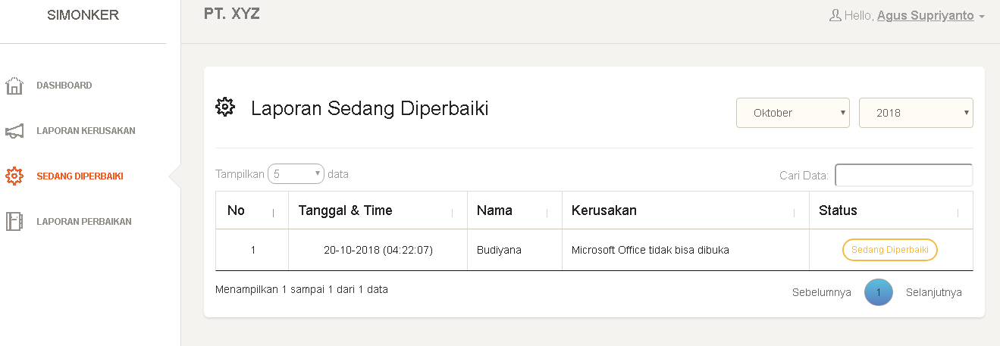 SIMONKER
PT. XYZ
Hello, Agus Supriyanto
DASHBOARD
LAPORAN KERUSAKAN
SEDANG DIPERBAIKI
LAPORAN PERBAIKAN
Laporan Sedang Diperbaiki
Oktober 2018
Tampilkan 5 data
Cari Data:
No Tanggal & Time Nama Kerusakan Status
1 20-10-2018 (04:22:07) Budiyana Microsoft Office tidak bisa dibuka Sedang Diperbaiki
Menampilkan 1 sampai 1 dari 1 data
Sebelumnya 1 Selanjutnya